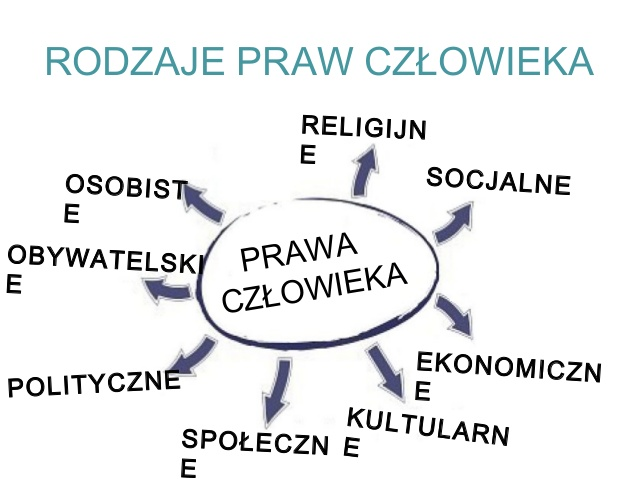 RODZAJE PRAW CZŁOWIEKA
RELIGIJN
E
SOCJALNE
OSOBIST
E
OBYWATELSKI
E
PRAWA
CZŁOWIEKA
EKONOMICZN
E
POLITYCZNE
KULTULARN
E
SPOŁECZN
E